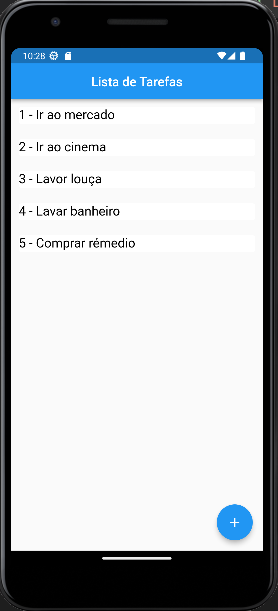 10:28
Lista de Tarefas
1 - Ir ao mercado
2 - Ir ao cinema
3 - Lavor louça
4 - Lavar banheiro
5 - Comprar rémedio
+